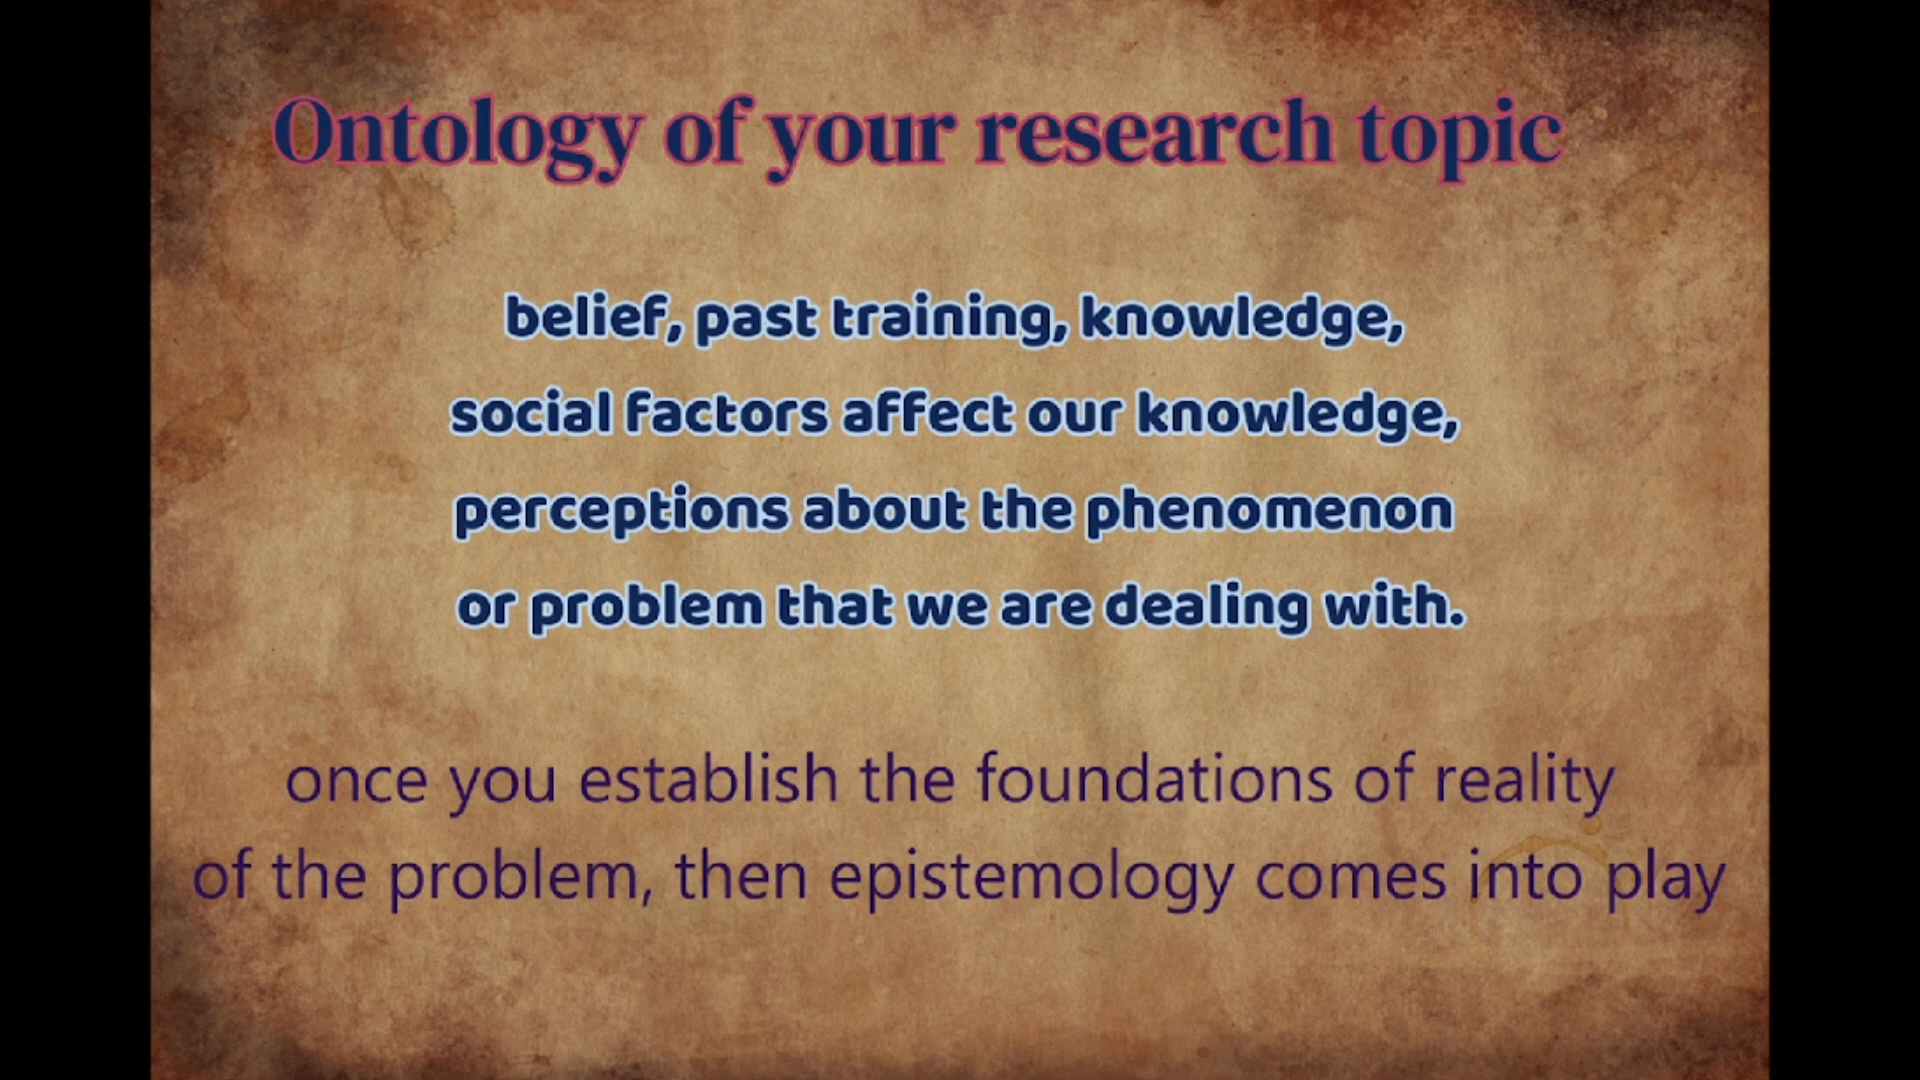 Ontology of your research topic
belief, past training, knowledge,
social factors affect our knowledge,
perceptions about the phenomenon
or problem that we are dealing with.
once you establish the foundations of reality
of the problem, then epistemology comes into play